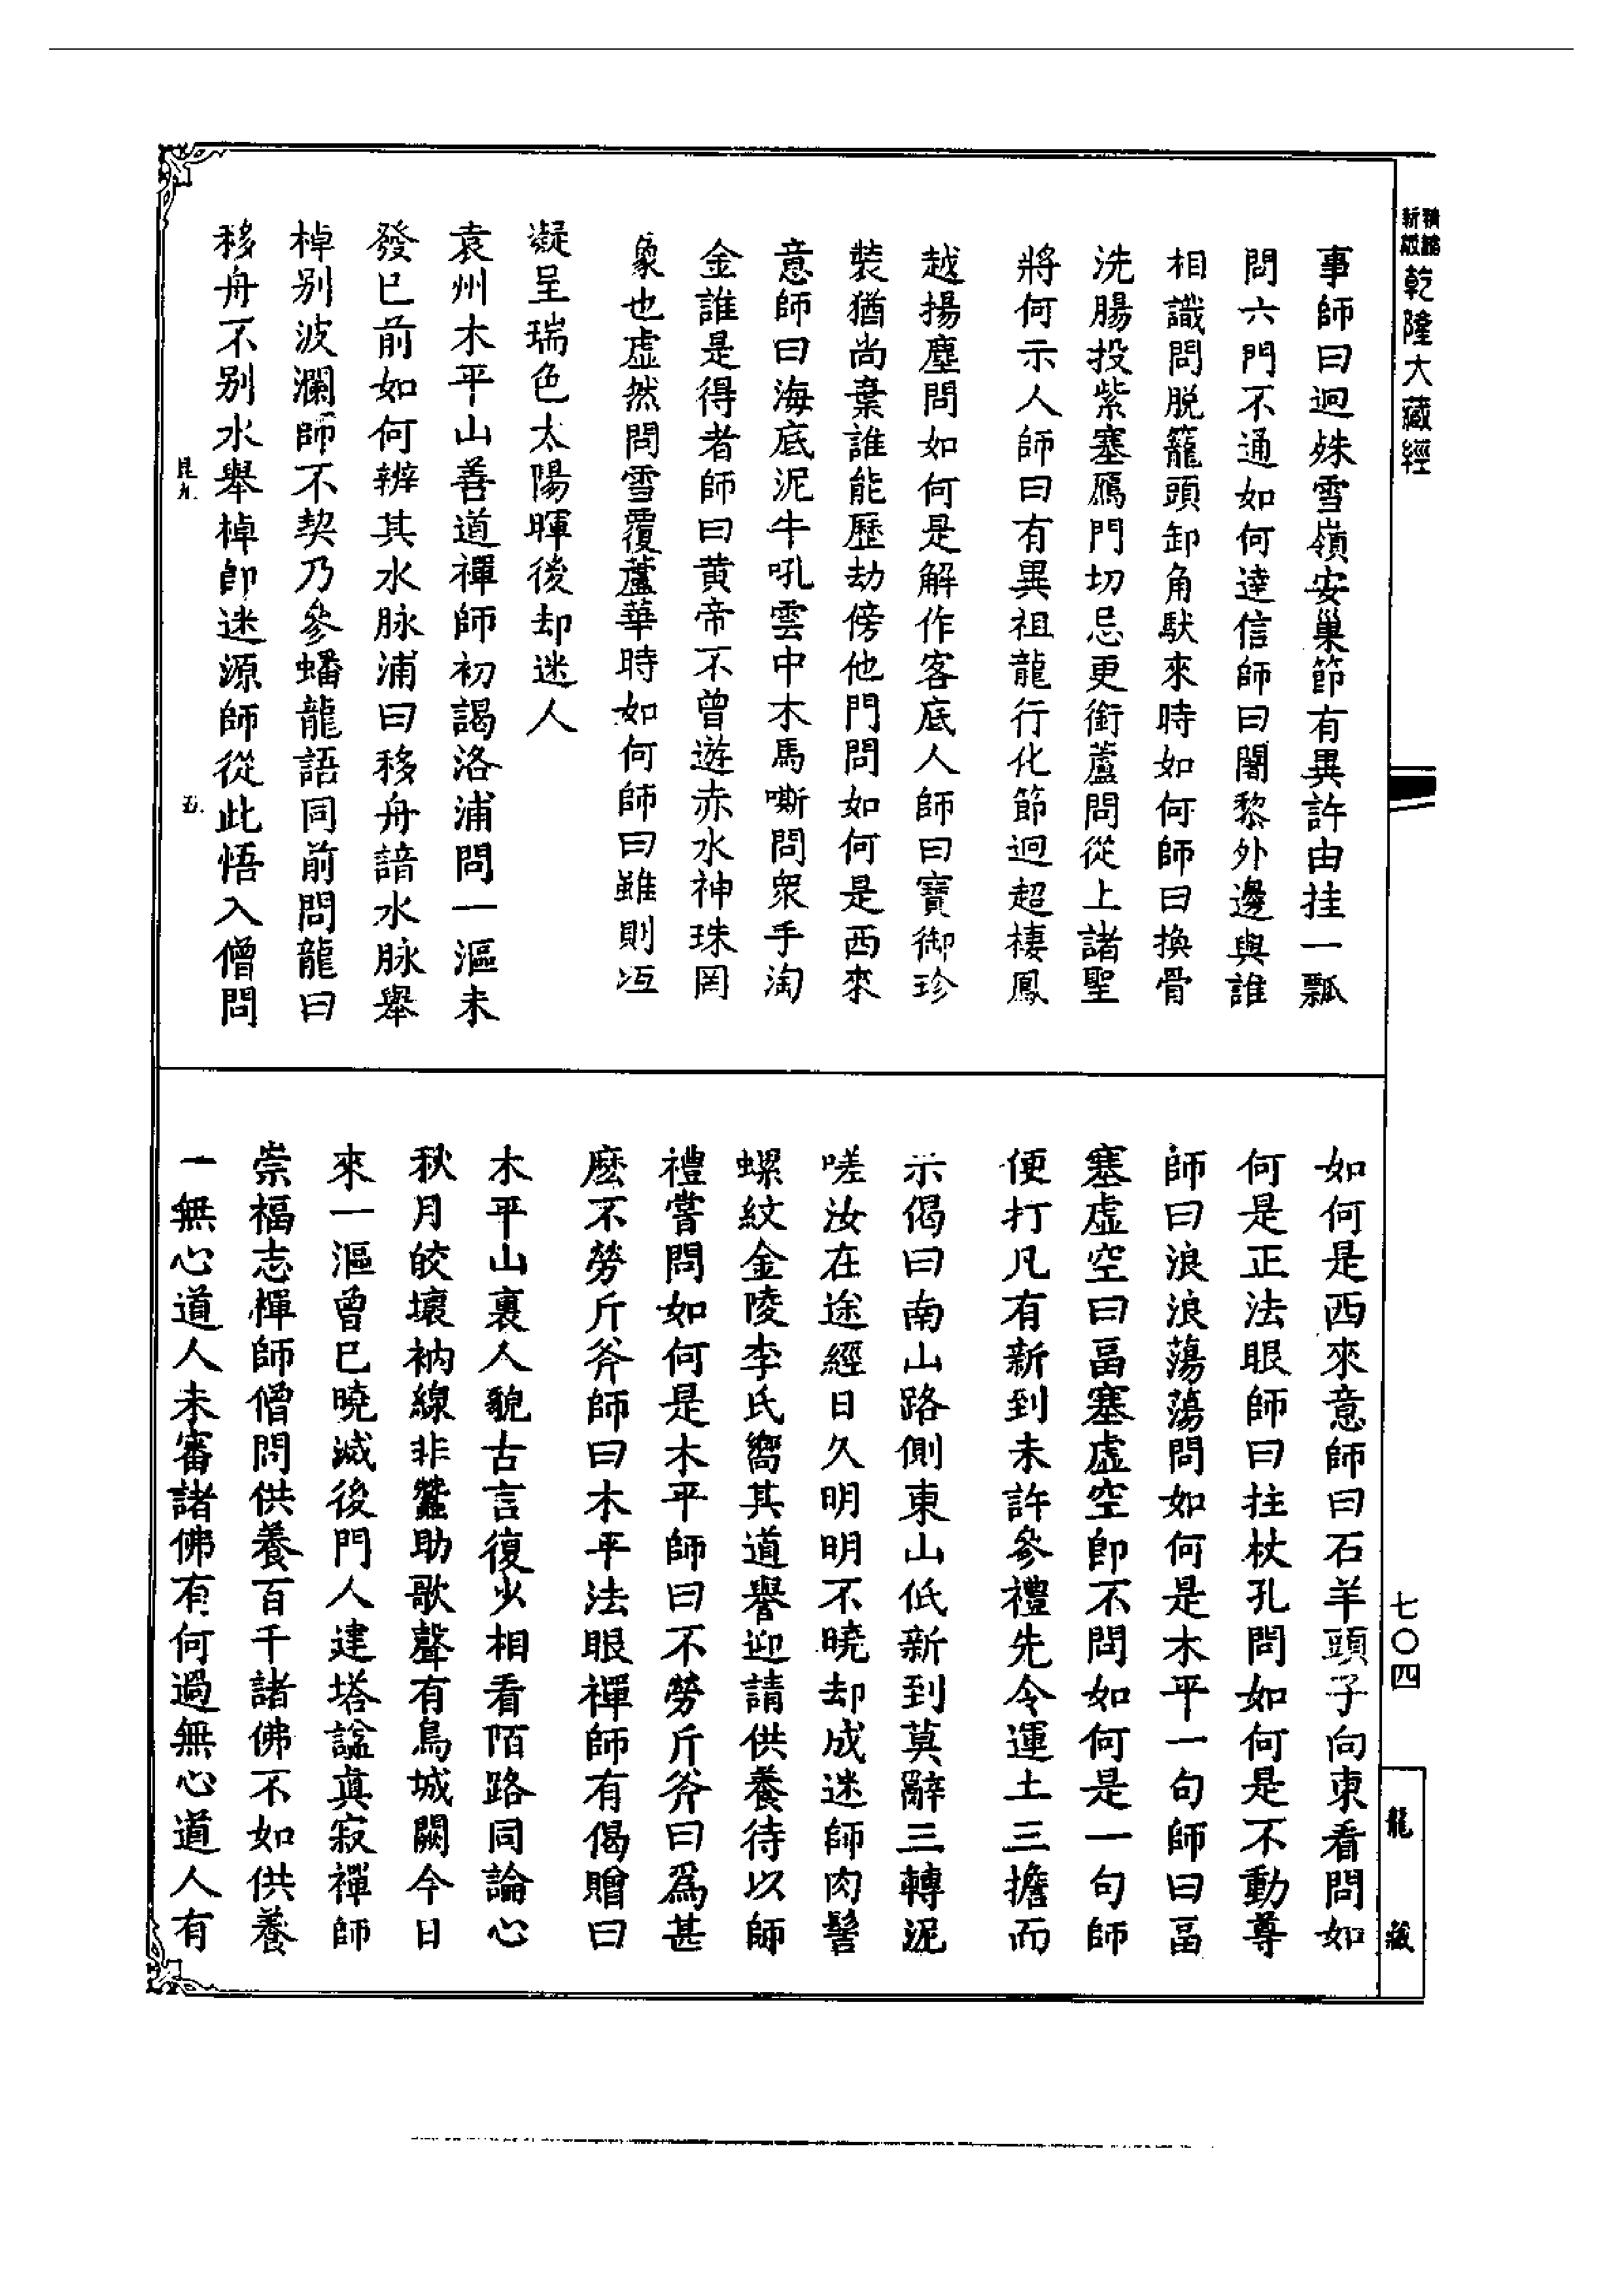 精編
新縮
乾隆大藏經
事師曰迥殊雪嶺安巢節有異許由挂一瓢
問六門不通如何達信師曰闍黎外邊與誰
相識問脫籠頭卸角馱來時如何師曰換骨
洗腸投紫塞鴈門切忌更銜蘆問從上諸聖
將何示人師曰有異祖龍行化節迥超棲鳳
越揚塵問如何是解作客底人師曰寶御珍
裝猶尚棄誰能歷劫傍他門問如何是西來
意師曰海底泥牛吼雲中木馬嘶問眾手淘
金誰是得者師曰黃帝不曾遊赤水神珠罔
象也虛然問雪覆蘆華時如何師曰雖則冱
凝呈瑞色太陽暉後却迷人
袁州木平山善道禪師初謁洛浦問一漚未
發已前如何辨其水脉浦曰移舟諳水脉舉
棹別波瀾師不契乃參蟠龍語同前問龍曰
移舟不別水舉棹卽迷源師從此悟入僧問
昆九
五
如何是西來意師曰石羊頭子向東看問如
何是正法眼師曰拄杖孔問如何是不動尊
師曰浪浪蕩蕩問如何是木平一句師曰畐
塞虛空曰畐塞虛空卽不問如何是一句師
便打凡有新到未許參禮先令運土三擔而
示偈曰南山路側東山低新到莫辭三轉泥
嗟汝在途經日久明明不曉却成迷師肉髻
螺紋金陵李氏嚮其道譽迎請供養待以師
禮嘗問如何是木平師曰不勞斤斧曰爲甚
麽不勞斤斧師曰木平法眼禪師有偈贈曰
木平山裏人貌古言復少相看陌路同論心
秋月皎壞衲線非蠶助歌聲有鳥城闕今日
來一漚曾已曉滅後門人建塔諡眞寂禪師
崇福志禪師僧問供養百千諸佛不如供養
一無心道人未審諸佛有何過無心道人有
七〇四
龍藏